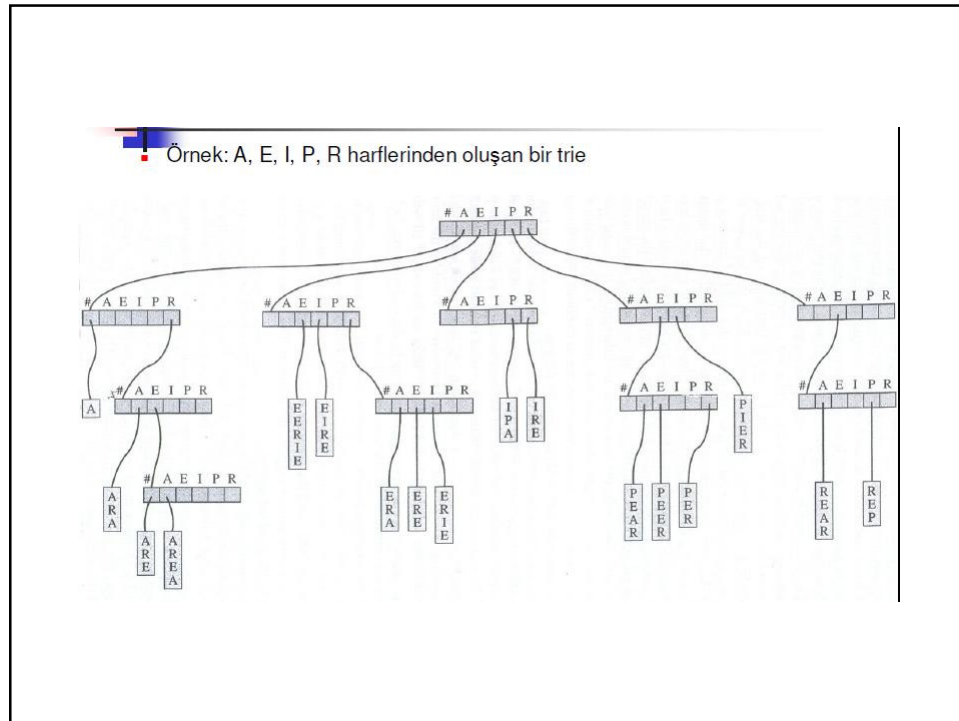 Örnek: A, E, I, P, R harflerinden oluşan bir trie
# A E I P R
# A E I P R
# A E I P R
# A E I P R
# A E I P R
# A E I P R
A
# A E I P R
EERIE
EIRE
# A E I P R
IPA
IRE
# A E I P R
PIER
# A E I P R
ARA
# A E I P R
ERA
ERE
ERIE
PEAR
PEER
PER
REAR
REP
ARE
AREA